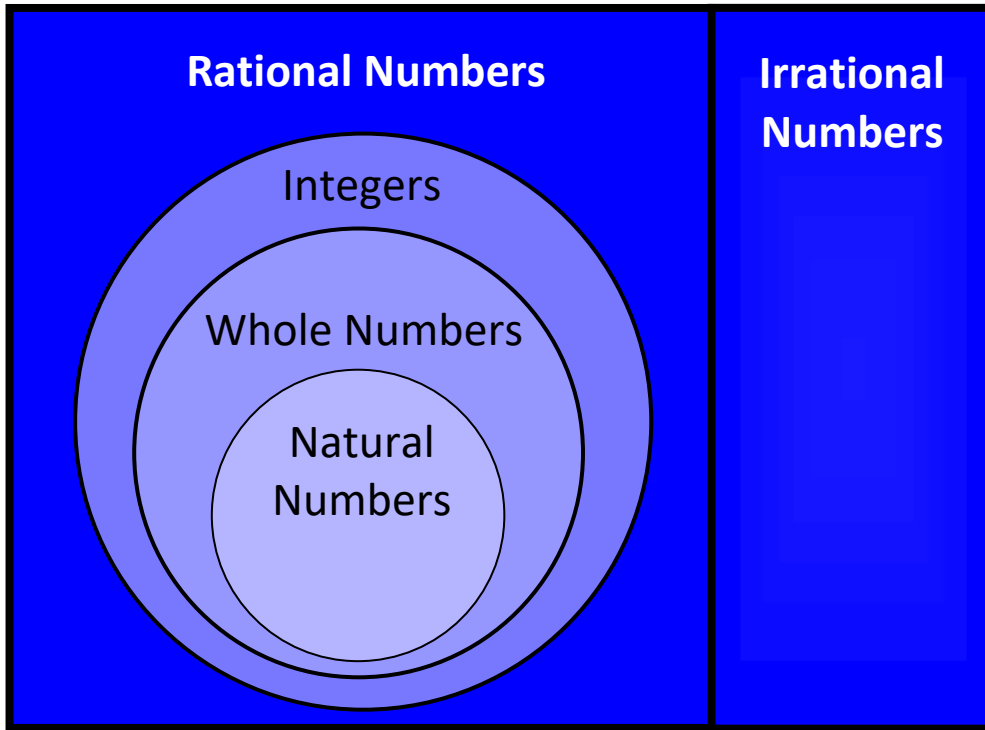 Rational Numbers
Irrational
Numbers
Integers
Whole Numbers
Natural
Numbers